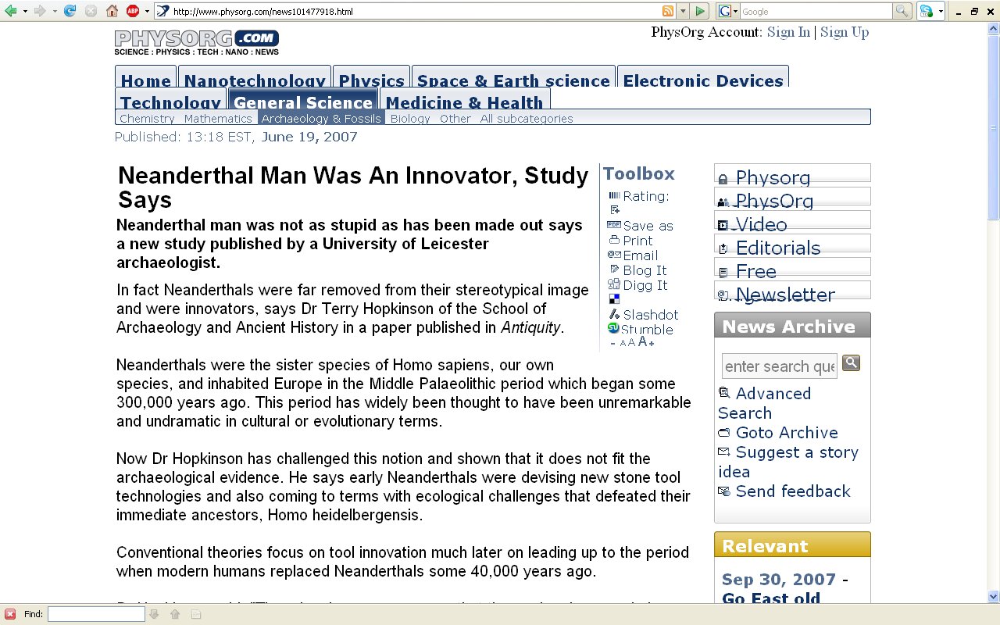 http://www.physorg.com/news101477918.html
Google
PHYSORG.COM
SCIENCE : PHYSICS : TECH : NANO : NEWS
PhysOrg Account: Sign In | Sign Up
Home Nanotechnology Physics Space & Earth science Electronic Devices
Technology General Science Medicine & Health
Chemistry Mathematics Archaeology & Fossils Biology Other All subcategories
Published: 13:18 EST, June 19, 2007
Neanderthal Man Was An Innovator, Study
Says
Neanderthal man was not as stupid as has been made out says
a new study published by a University of Leicester
archaeologist.
In fact Neanderthals were far removed from their stereotypical image
and were innovators, says Dr Terry Hopkinson of the School of
Archaeology and Ancient History in a paper published in Antiquity.
Neanderthals were the sister species of Homo sapiens, our own
species, and inhabited Europe in the Middle Palaeolithic period which began some
300,000 years ago. This period has widely been thought to have been unremarkable
and undramatic in cultural or evolutionary terms.
Now Dr Hopkinson has challenged this notion and shown that it does not fit the
archaeological evidence. He says early Neanderthals were devising new stone tool
technologies and also coming to terms with ecological challenges that defeated their
immediate ancestors, Homo heidelbergensis.
Conventional theories focus on tool innovation much later on leading up to the period
when modern humans replaced Neanderthals some 40,000 years ago.
Toolbox
Rating:
PDF Save as
Print
Email
Blog It
Digg It
Slashdot
Stumble
- A A A+
Physorg
PhysOrg
Video
Editorials
Free
Newsletter
News Archive
enter search que
Advanced
Search
Goto Archive
Suggest a story
idea
Send feedback
Relevant
Sep 30, 2007 -
Go East old
Find: